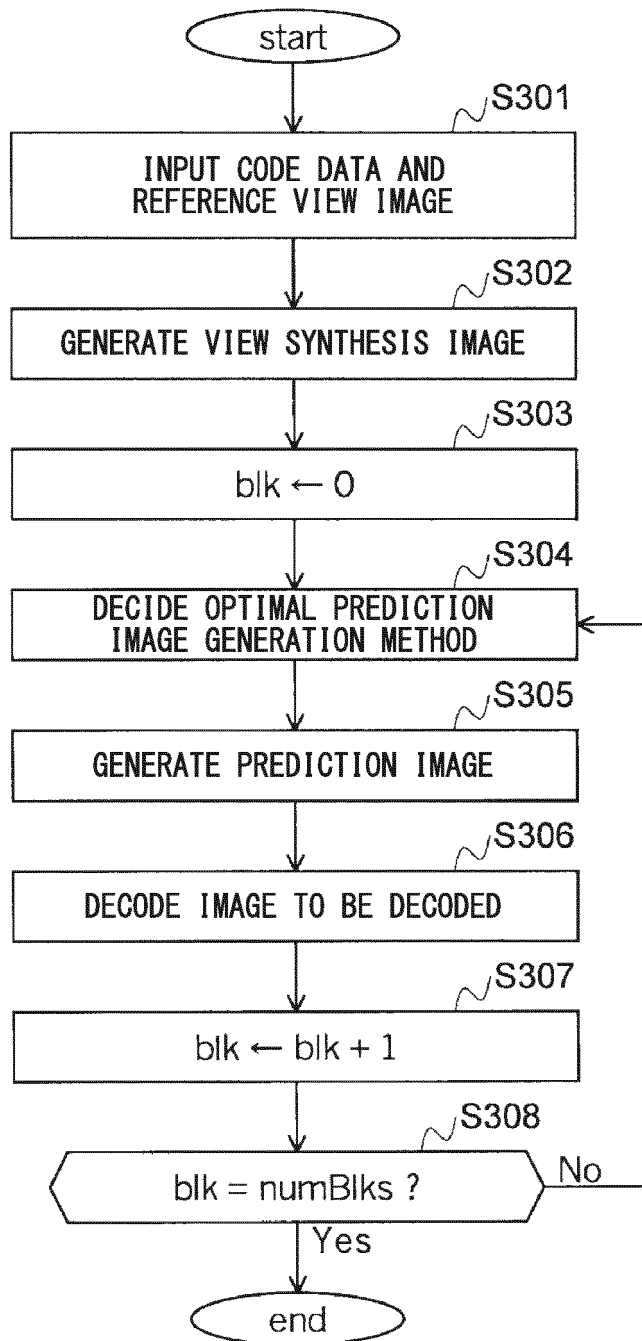 start
S301
INPUT CODE DATA AND
REFERENCE VIEW IMAGE
S302
GENERATE VIEW SYNTHESIS IMAGE
S303
blk ← 0
S304
DECIDE OPTIMAL PREDICTION
IMAGE GENERATION METHOD
S305
GENERATE PREDICTION IMAGE
S306
DECODE IMAGE TO BE DECODED
S307
blk ← blk + 1
S308
blk = numBlks ?
No
Yes
end